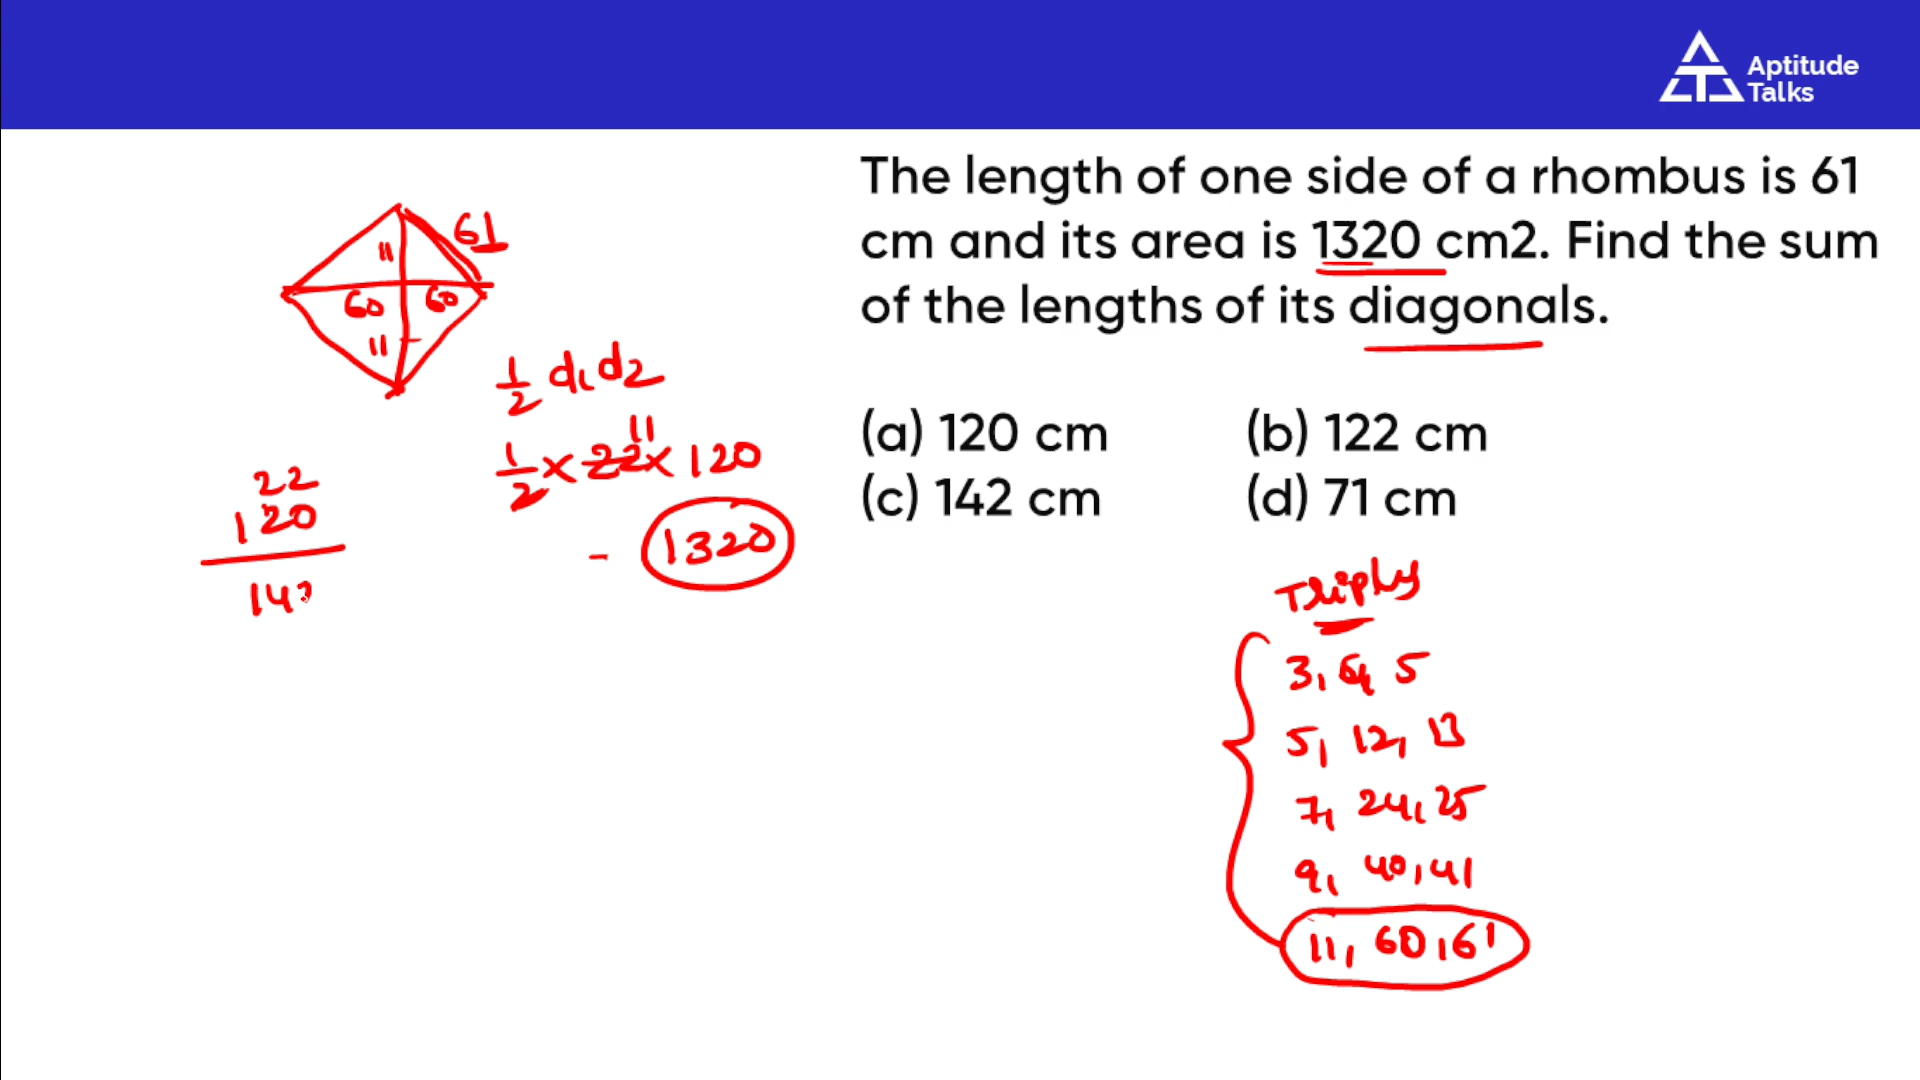 Aptitude
Talks
The length of one side of a rhombus is 61
cm and its area is 1320 cm2. Find the sum
of the lengths of its diagonals.
(a) 120 cm
(b) 122 cm
(c) 142 cm
(d) 71 cm
61
11
60 60
11
1/2 d1d2
11
1/2 × 22 × 120
- 1320
22
120
142
Triples
3, 4, 5
5, 12, 13
7, 24, 25
9, 40, 41
11, 60, 61